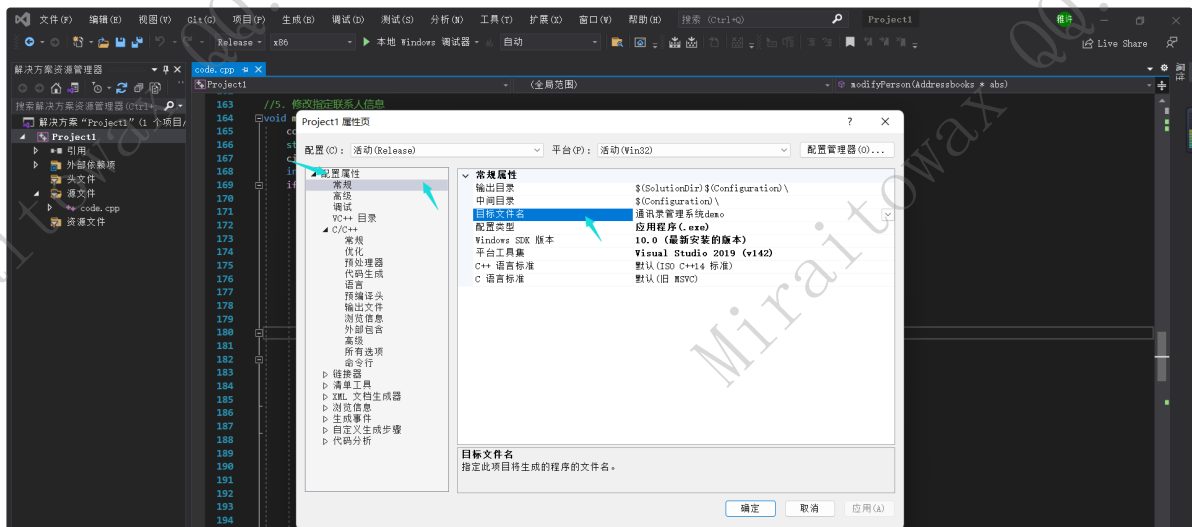 文件(F) 编辑(E) 视图(V) Git(G) 项目(P) 生成(B) 调试(D) 测试(S) 分析(N) 工具(T) 扩展(X) 窗口(W) 帮助(H) 搜索 (Ctrl+Q) Project1 稚许
Release x86 本地 Windows 调试器 自动 Live Share
解决方案资源管理器
搜索解决方案资源管理器(Ctrl+
解决方案"Project1"(1 个项目/
Project1
引用
外部依赖项
头文件
源文件
code.cpp
资源文件
code.cpp
Project1 (全局范围) modifyPerson(Addressbooks * abs)
163 //5. 修改指定联系人信息
164 void m
165 co
166 st
167 ci
168 in
169 if
170
171
172
173
174
175
176
177
178
179
180
181
182
183
184
185
186
187
188
189
190
191
192
193
194
Project1 属性页 ? ×
配置(C): 活动(Release) 平台(P): 活动(Win32) 配置管理器(O)...
配置属性
常规
高级
调试
VC++ 目录
C/C++
常规
优化
预处理器
代码生成
语言
预编译头
输出文件
浏览信息
外部包含
高级
所有选项
命令行
链接器
清单工具
XML 文档生成器
浏览信息
生成事件
自定义生成步骤
代码分析
常规属性
输出目录 $(SolutionDir)$(Configuration)\
中间目录 $(Configuration)\
目标文件名 通讯录管理系统demo
配置类型 应用程序(.exe)
Windows SDK 版本 10.0 (最新安装的版本)
平台工具集 Visual Studio 2019 (v142)
C++ 语言标准 默认(ISO C++14 标准)
C 语言标准 默认(旧 MSVC)
目标文件名
指定此项目将生成的程序的文件名。
确定 取消 应用(A)
属性
Miraitowax